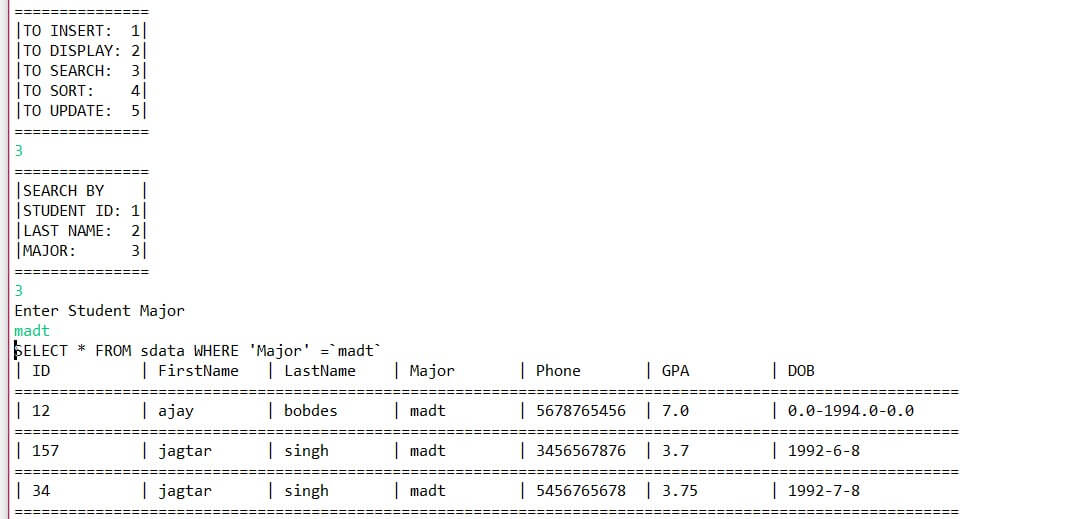 ===============
|TO INSERT:  1|
|TO DISPLAY: 2|
|TO SEARCH:  3|
|TO SORT:    4|
|TO UPDATE:  5|
===============
3
===============
|SEARCH BY    |
|STUDENT ID: 1|
|LAST NAME:  2|
|MAJOR:      3|
===============
3
Enter Student Major
madt
SELECT * FROM sdata WHERE 'Major' =`madt`
| ID          | FirstName   | LastName    | Major       | Phone       | GPA         | DOB
=========================================================================================================
| 12          | ajay        | bobdes      | madt        | 5678765456  | 7.0         | 0.0-1994.0-0.0
=========================================================================================================
| 157         | jagtar      | singh       | madt        | 3456567876  | 3.7         | 1992-6-8
=========================================================================================================
| 34          | jagtar      | singh       | madt        | 5456765678  | 3.75        | 1992-7-8
=========================================================================================================